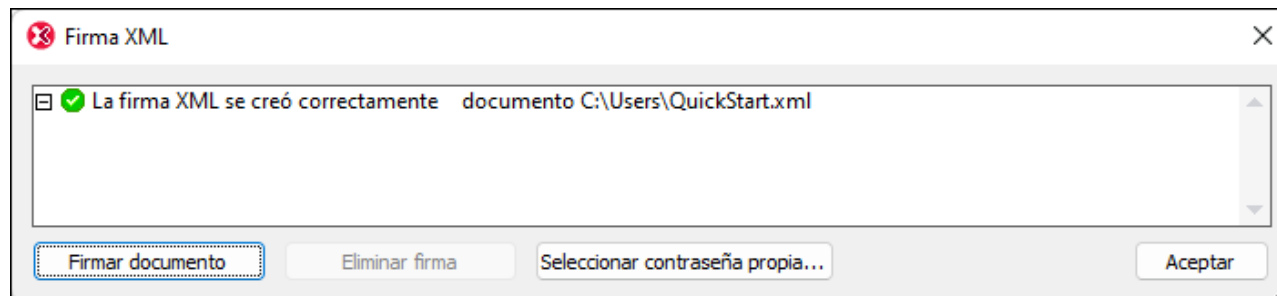 Firma XML
La firma XML se creó correctamente documento C:\Users\QuickStart.xml
Firmar documento Eliminar firma Seleccionar contraseña propia... Aceptar